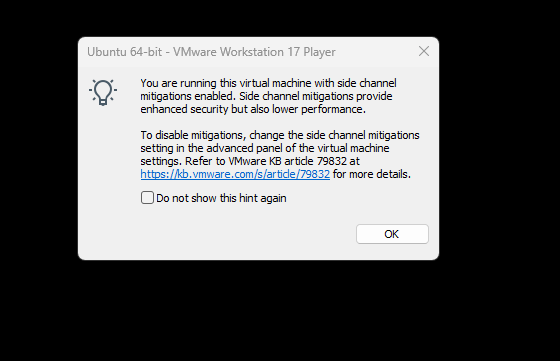 Ubuntu 64-bit - VMware Workstation 17 Player
You are running this virtual machine with side channel
mitigations enabled. Side channel mitigations provide
enhanced security but also lower performance.
To disable mitigations, change the side channel mitigations
setting in the advanced panel of the virtual machine
settings. Refer to VMware KB article 79832 at
https://kb.vmware.com/s/article/79832 for more details.
Do not show this hint again
OK